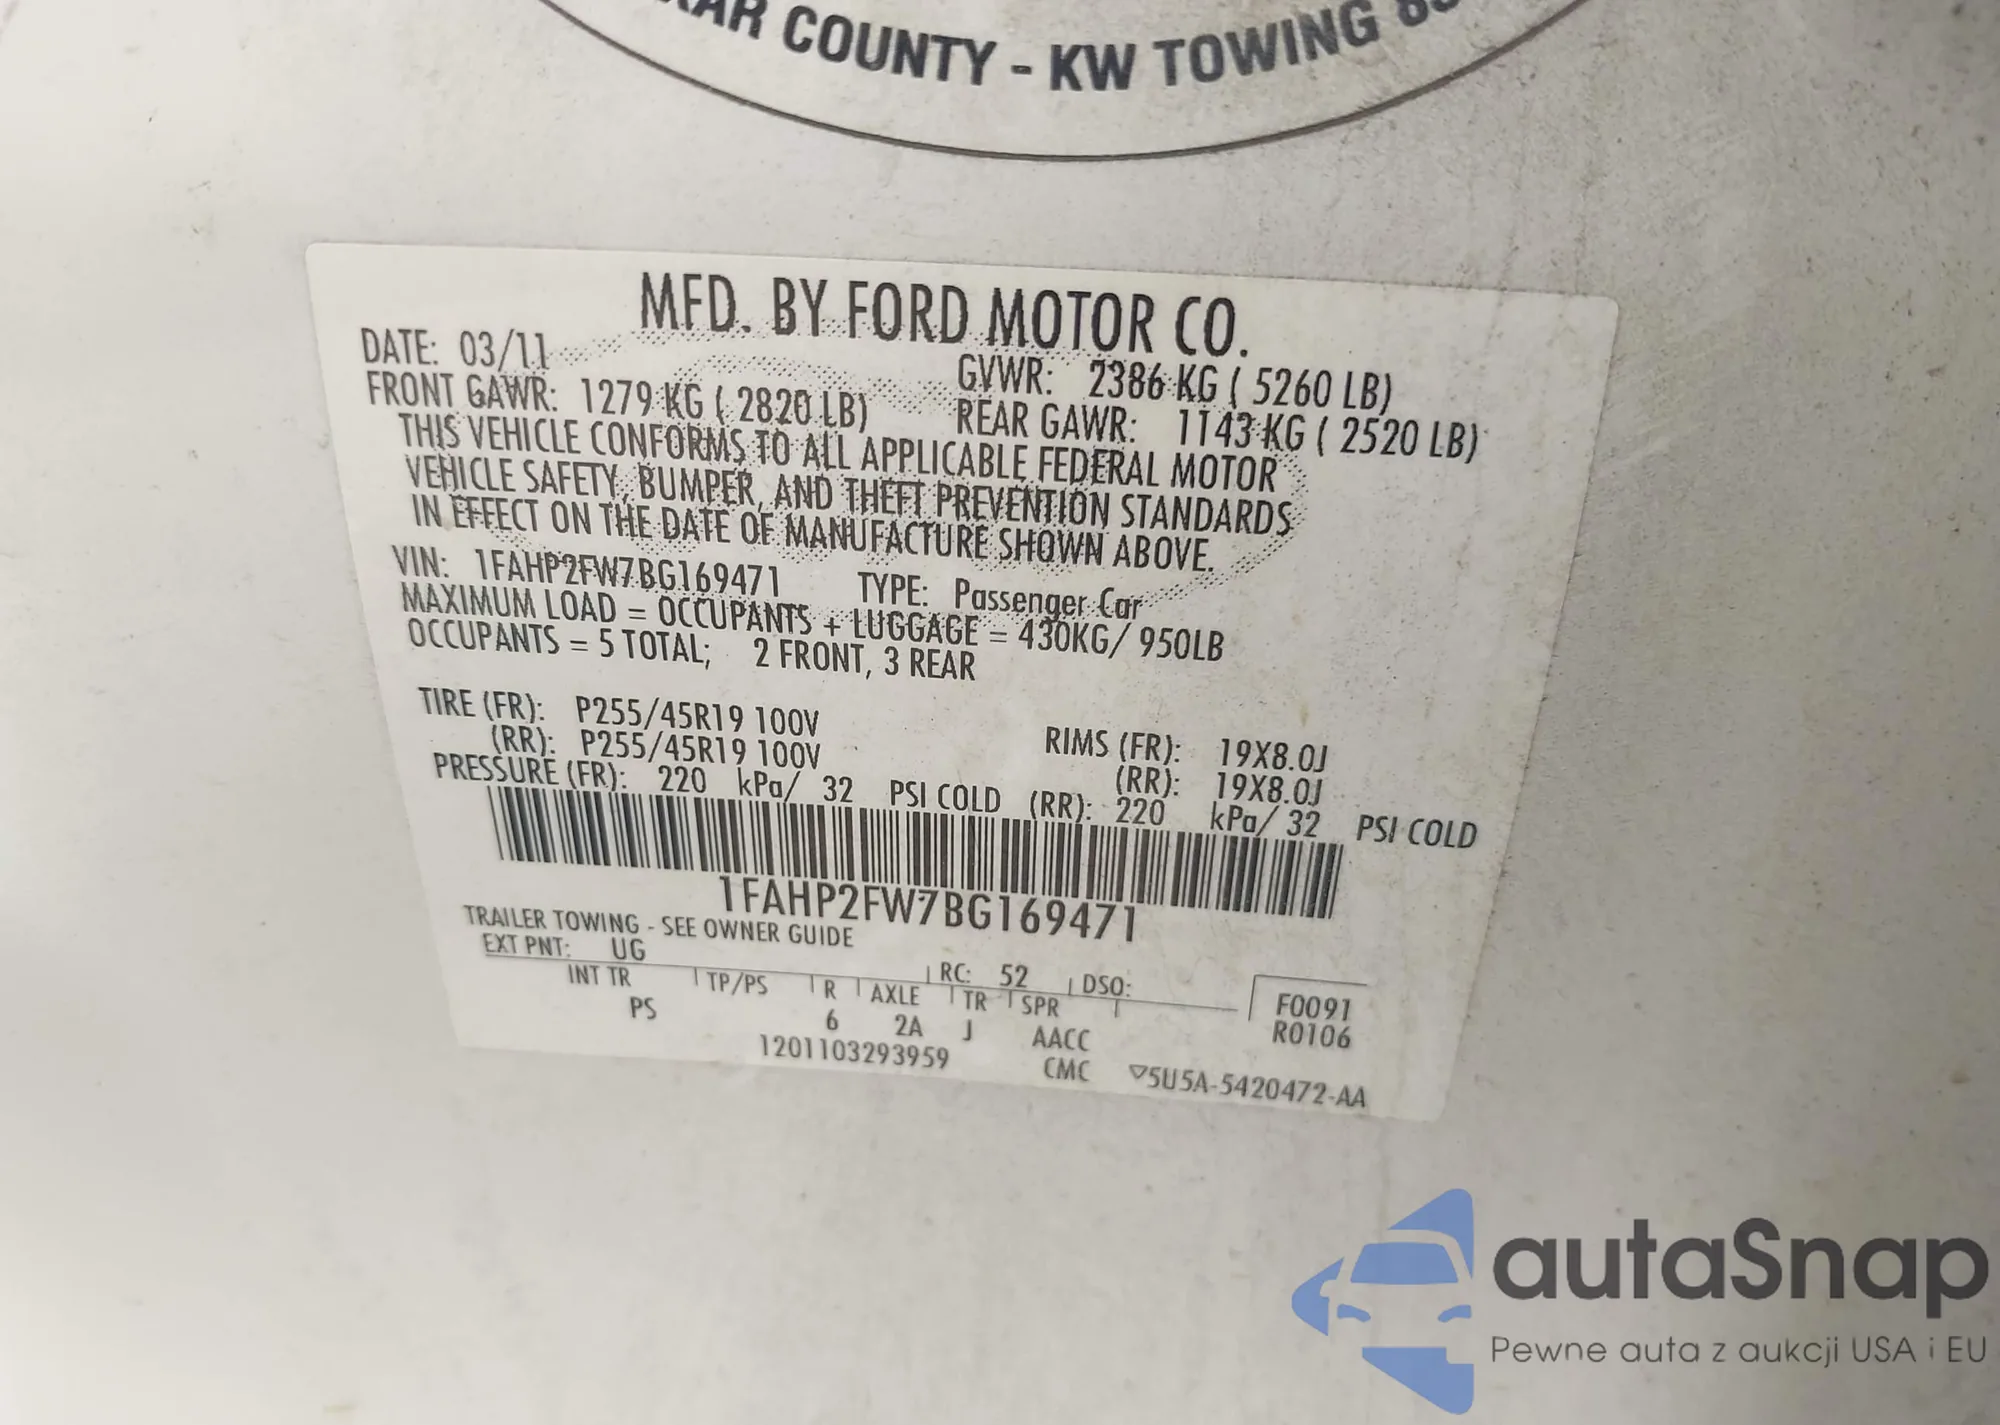 COUNTY - KW TOWING
MFD. BY FORD MOTOR CO.
DATE: 03/11 GVWR: 2386 KG ( 5260 LB)
FRONT GAWR: 1279 KG ( 2820 LB) REAR GAWR: 1143 KG ( 2520 LB)
THIS VEHICLE CONFORMS TO ALL APPLICABLE FEDERAL MOTOR
VEHICLE SAFETY, BUMPER, AND THEFT PREVENTION STANDARDS
IN EFFECT ON THE DATE OF MANUFACTURE SHOWN ABOVE.
VIN: 1FAHP2FW7BG169471 TYPE: Passenger Car
MAXIMUM LOAD = OCCUPANTS + LUGGAGE = 430KG/ 950LB
OCCUPANTS = 5 TOTAL; 2 FRONT, 3 REAR
TIRE (FR): P255/45R19 100V RIMS (FR): 19X8.0J
(RR): P255/45R19 100V (RR): 19X8.0J
PRESSURE (FR): 220 kPa/ 32 PSI COLD (RR): 220 kPa/ 32 PSI COLD
1FAHP2FW7BG169471
TRAILER TOWING - SEE OWNER GUIDE
EXT PNT: UG RC: 52 DSO:
INT TR TP/PS R AXLE TR SPR F0091
PS 6 2A J AACC R0106
1201103293959 CMC ▽5U5A-5420472-AA
autaSnap
Pewne auta z aukcji USA i EU